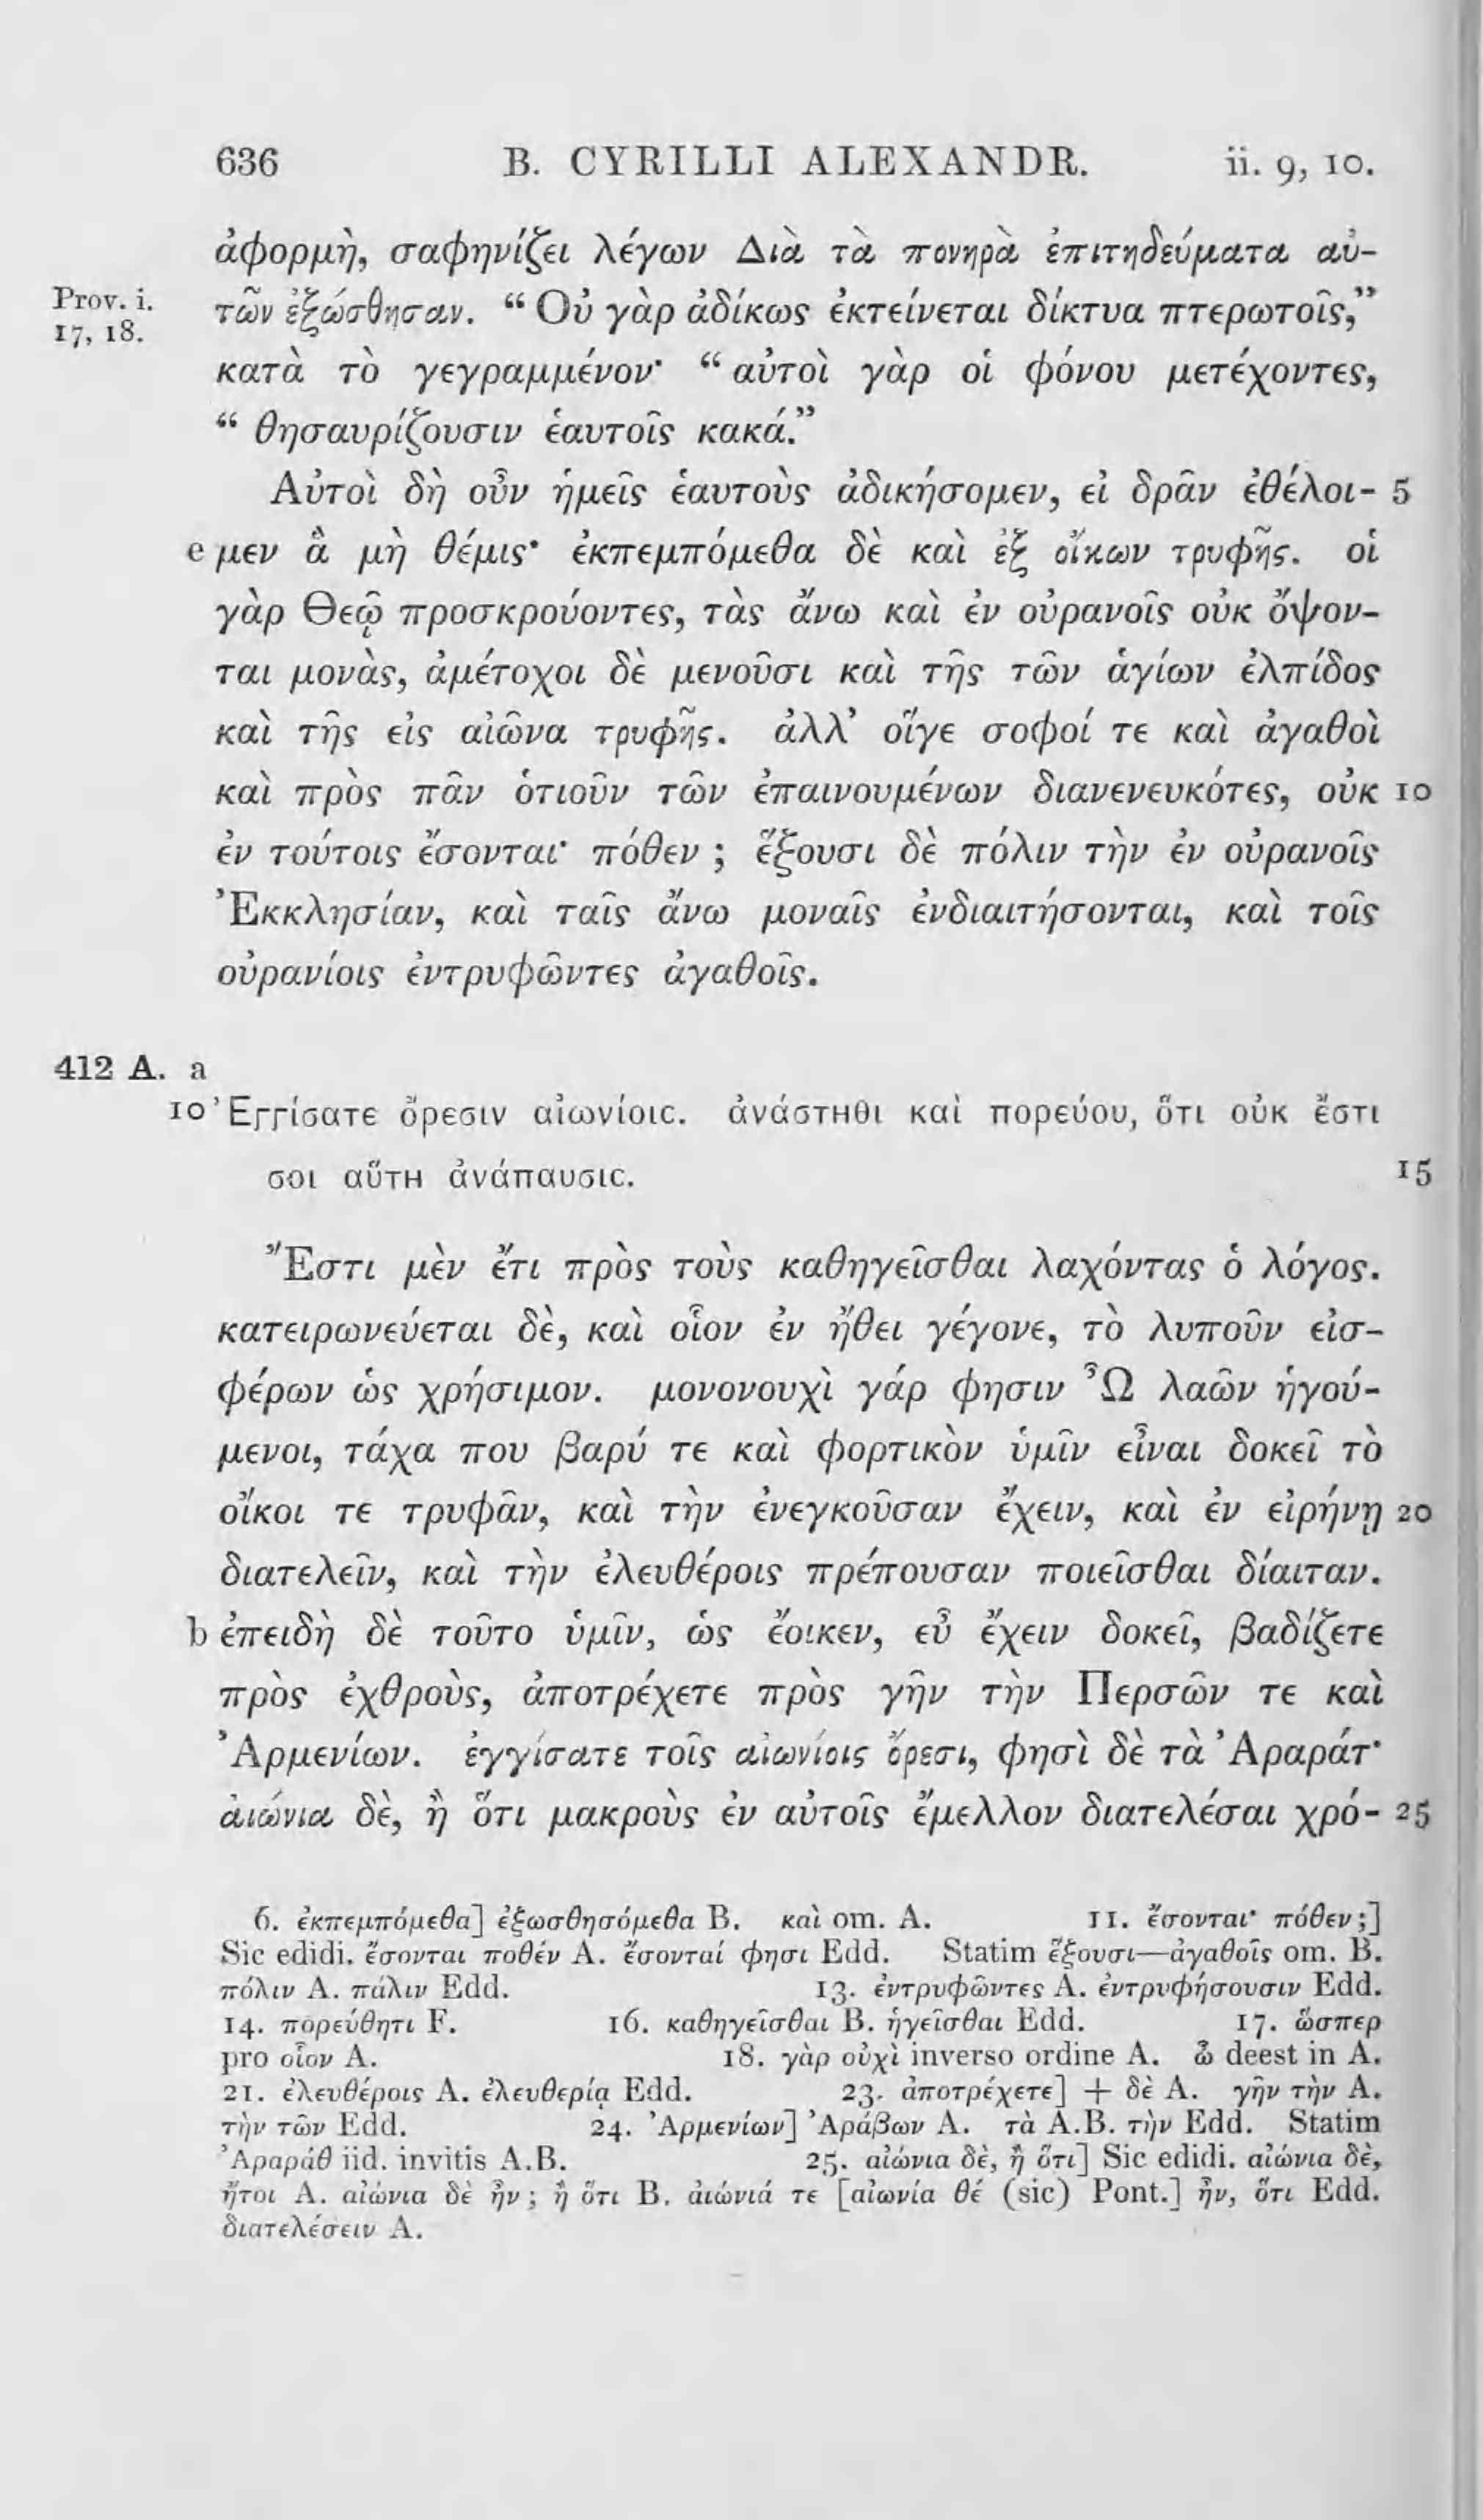 636 B. CYRILLI ALEXANDR. ii. 9, 10.
ἀφορμὴ, σαφηνίζει λέγων Διὰ τὰ πονηρὰ ἐπιτηδεύματα αὐ-
Prov. i. τῶν ἐξώσθησαν. “ Οὐ γὰρ ἀδίκως ἐκτείνεται δίκτυα πτερωτοῖς,”
17, 18.
κατὰ τὸ γεγραμμένον· “ αὐτοὶ γὰρ οἱ φόνου μετέχοντες,
“ θησαυρίζουσιν ἑαυτοῖς κακά.”
Αὐτοὶ δὴ οὖν ἡμεῖς ἑαυτοὺς ἀδικήσομεν, εἰ δρᾶν ἐθέλοι- 5
e μεν ἃ μὴ θέμις· ἐκπεμπόμεθα δὲ καὶ ἐξ οἴκων τρυφῆς. οἱ
γὰρ Θεῷ προσκρούοντες, τὰς ἄνω καὶ ἐν οὐρανοῖς οὐκ ὄψον-
ται μονὰς, ἀμέτοχοι δὲ μενοῦσι καὶ τῆς τῶν ἁγίων ἐλπίδος
καὶ τῆς εἰς αἰῶνα τρυφῆς. ἀλλ’ οἵγε σοφοί τε καὶ ἀγαθοὶ
καὶ πρὸς πᾶν ὁτιοῦν τῶν ἐπαινουμένων διανενευκότες, οὐκ 10
ἐν τούτοις ἔσονται· πόθεν ; ἕξουσι δὲ πόλιν τὴν ἐν οὐρανοῖς
Ἐκκλησίαν, καὶ ταῖς ἄνω μοναῖς ἐνδιαιτήσονται, καὶ τοῖς
οὐρανίοις ἐντρυφῶντες ἀγαθοῖς.
412 A. a
10 Ἐγγίσατε ὄρεσιν αἰωνίοις. ἀνάστηθι καὶ πορεύου, ὅτι οὐκ ἔστι
σοι αὕτη ἀνάπαυσις. 15
Ἔστι μὲν ἔτι πρὸς τοὺς καθηγεῖσθαι λαχόντας ὁ λόγος.
κατειρωνεύεται δὲ, καὶ οἷον ἐν ἤθει γέγονε, τὸ λυποῦν εἰσ-
φέρων ὡς χρήσιμον. μονονουχὶ γάρ φησιν Ὦ λαῶν ἡγού-
μενοι, τάχα που βαρύ τε καὶ φορτικὸν ὑμῖν εἶναι δοκεῖ τὸ
οἴκοι τε τρυφᾶν, καὶ τὴν ἐνεγκοῦσαν ἔχειν, καὶ ἐν εἰρήνῃ 20
διατελεῖν, καὶ τὴν ἐλευθέροις πρέπουσαν ποιεῖσθαι δίαιταν.
b ἐπειδὴ δὲ τοῦτο ὑμῖν, ὡς ἔοικεν, εὖ ἔχειν δοκεῖ, βαδίζετε
πρὸς ἐχθροὺς, ἀποτρέχετε πρὸς γῆν τὴν Περσῶν τε καὶ
Ἀρμενίων. ἐγγίσατε τοῖς αἰωνίοις ὄρεσι, φησὶ δὲ τὰ Ἀραράτ·
ἀιώνια δὲ, ἢ ὅτι μακροὺς ἐν αὐτοῖς ἔμελλον διατελέσαι χρό- 25
6. ἐκπεμπόμεθα] ἐξωσθησόμεθα B. καὶ om. A. 11. ἔσονται· πόθεν ;]
Sic edidi. ἔσονται ποθέν A. ἔσονταί φησι Edd. Statim ἕξουσι—ἀγαθοῖς om. B.
πόλιν A. πάλιν Edd. 13. ἐντρυφῶντες A. ἐντρυφήσουσιν Edd.
14. πορεύθητι F. 16. καθηγεῖσθαι B. ἡγεῖσθαι Edd. 17. ὥσπερ
pro οἷον A. 18. γὰρ οὐχὶ inverso ordine A. ὦ deest in A.
21. ἐλευθέροις A. ἐλευθερίᾳ Edd. 23. ἀποτρέχετε] + δὲ A. γῆν τὴν A.
τὴν τῶν Edd. 24. Ἀρμενίων] Ἀράβων A. τὰ A.B. τὴν Edd. Statim
Ἀραράθ iid. invitis A.B. 25. αἰώνια δὲ, ἢ ὅτι] Sic edidi. αἰώνια δὲ,
ἤτοι A. αἰώνια δὲ ἦν ; ἢ ὅτι B. ἀιώνιά τε [αἰωνία θέ (sic) Pont.] ἦν, ὅτι Edd.
διατελέσειν A.